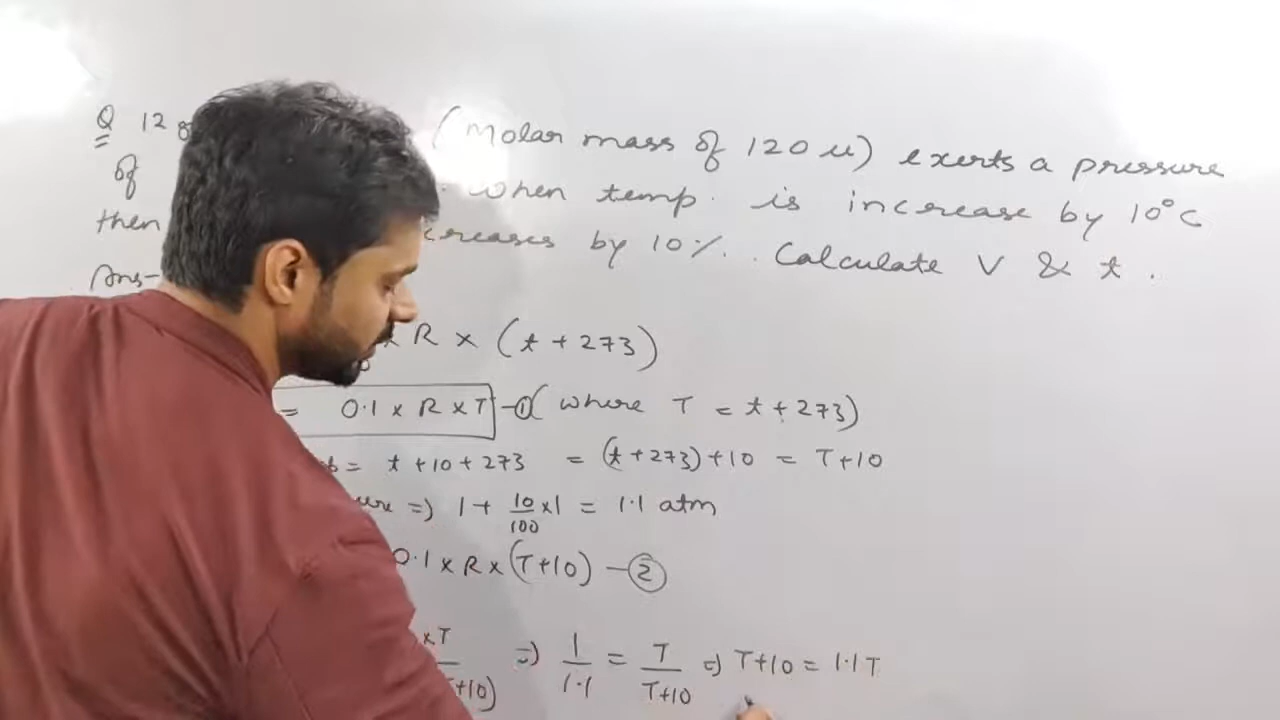 Q 12 g (Molar mass of 120 u) exerts a pressure
of when temp. is increase by 10°C
then creases by 10%. Calculate V & t.
Ans-
R × (t + 273)
= 0.1 × R × T -① (where T = t + 273)
= t + 10 + 273 = (t + 273) + 10 = T+10
ure => 1 + 10/100 × 1 = 1.1 atm
0.1 × R × (T+10) -②
×T/+10) => 1/1.1 = T/T+10 => T+10 = 1.1T